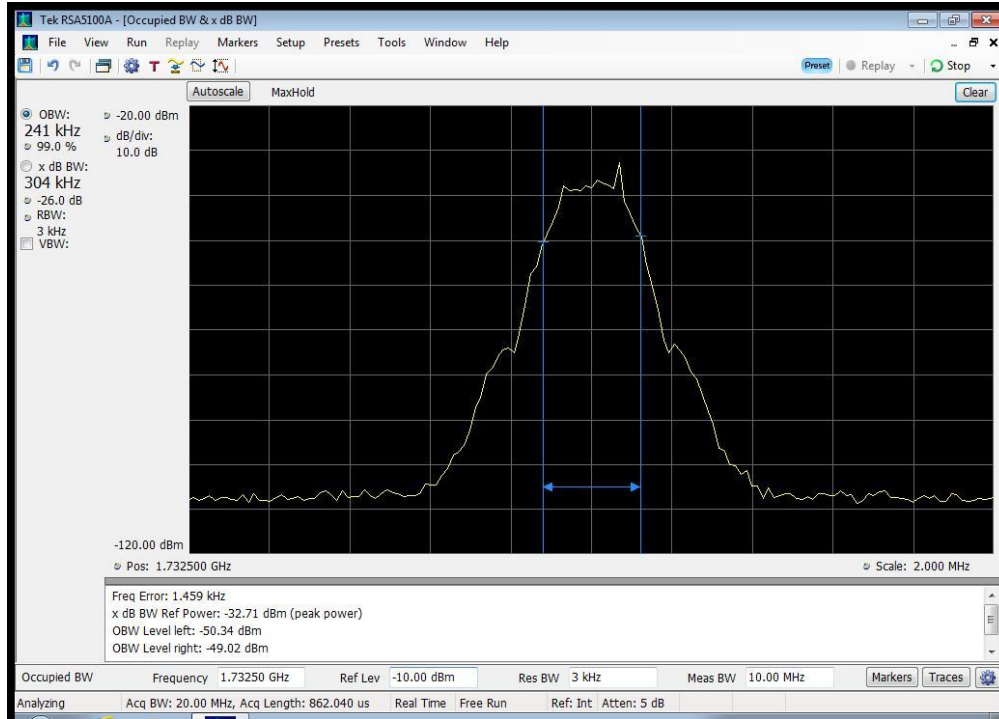 Tek RSA5100A - [Occupied BW & x dB BW]
File View Run Replay Markers Setup Presets Tools Window Help
T Preset Replay Stop
Autoscale MaxHold Clear
OBW:
241 kHz
99.0 %
x dB BW:
304 kHz
-26.0 dB
RBW:
3 kHz
VBW:
-20.00 dBm
dB/div:
10.0 dB
-120.00 dBm
Pos: 1.732500 GHz Scale: 2.000 MHz
Freq Error: 1.459 kHz
x dB BW Ref Power: -32.71 dBm (peak power)
OBW Level left: -50.34 dBm
OBW Level right: -49.02 dBm
Occupied BW Frequency 1.73250 GHz Ref Lev -10.00 dBm Res BW 3 kHz Meas BW 10.00 MHz Markers Traces
Analyzing Acq BW: 20.00 MHz, Acq Length: 862.040 us Real Time Free Run Ref: Int Atten: 5 dB